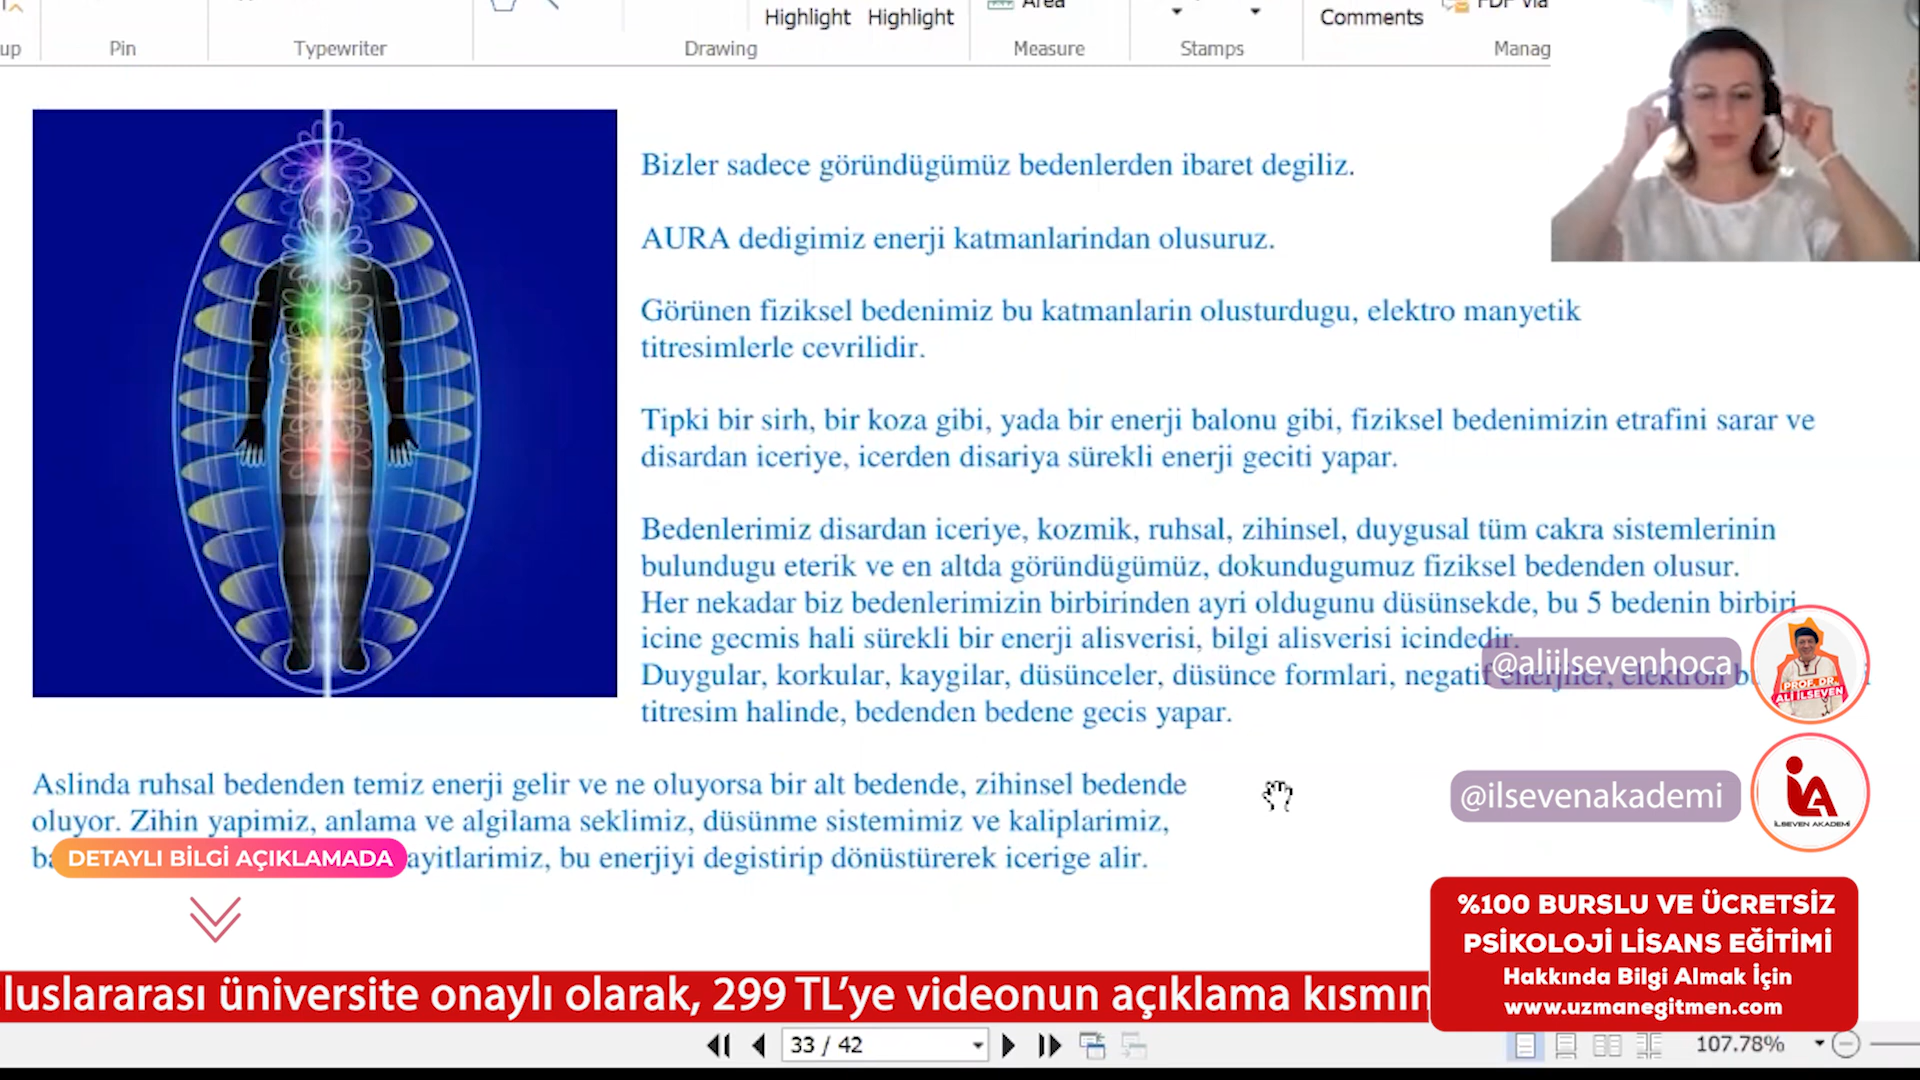 up
Pin
Typewriter
Drawing
Highlight
Highlight
Area
Measure
Stamps
Comments
PDF via
Manag
Bizler sadece göründügümüz bedenlerden ibaret degiliz.
AURA dedigimiz enerji katmanlarindan olusuruz.
Görünen fiziksel bedenimiz bu katmanlarin olusturdugu, elektro manyetik
titresimlerle cevrilidir.
Tipki bir sirh, bir koza gibi, yada bir enerji balonu gibi, fiziksel bedenimizin etrafini sarar ve
disardan iceriye, icerden disariya sürekli enerji geciti yapar.
Bedenlerimiz disardan iceriye, kozmik, ruhsal, zihinsel, duygusal tüm cakra sistemlerinin
bulundugu eterik ve en altda göründügümüz, dokundugumuz fiziksel bedenden olusur.
Her nekadar biz bedenlerimizin birbirinden ayri oldugunu düsünsekde, bu 5 bedenin birbiri
icine gecmis hali sürekli bir enerji alisverisi, bilgi alisverisi icindedir.
Duygular, korkular, kaygilar, düsünceler, düsünce formlari, negatif enerjiler, elektron
titresim halinde, bedenden bedene gecis yapar.
Aslinda ruhsal bedenden temiz enerji gelir ve ne oluyorsa bir alt bedende, zihinsel bedende
oluyor. Zihin yapimiz, anlama ve algilama seklimiz, düsünme sistemimiz ve kaliplarimiz,
ayitlarimiz, bu enerjiyi degistirip dönüstürerek icerige alir.
@aliilsevenhoca
PROF. DR.
ALİ İLSEVEN
@ilsevenakademi
İLSEVEN AKADEMİ
DETAYLI BİLGİ AÇIKLAMADA
%100 BURSLU VE ÜCRETSİZ
PSİKOLOJİ LİSANS EĞİTİMİ
Hakkında Bilgi Almak İçin
www.uzmanegitmen.com
luslararası üniversite onaylı olarak, 299 TL'ye videonun açıklama kısmın
33 / 42
107.78%